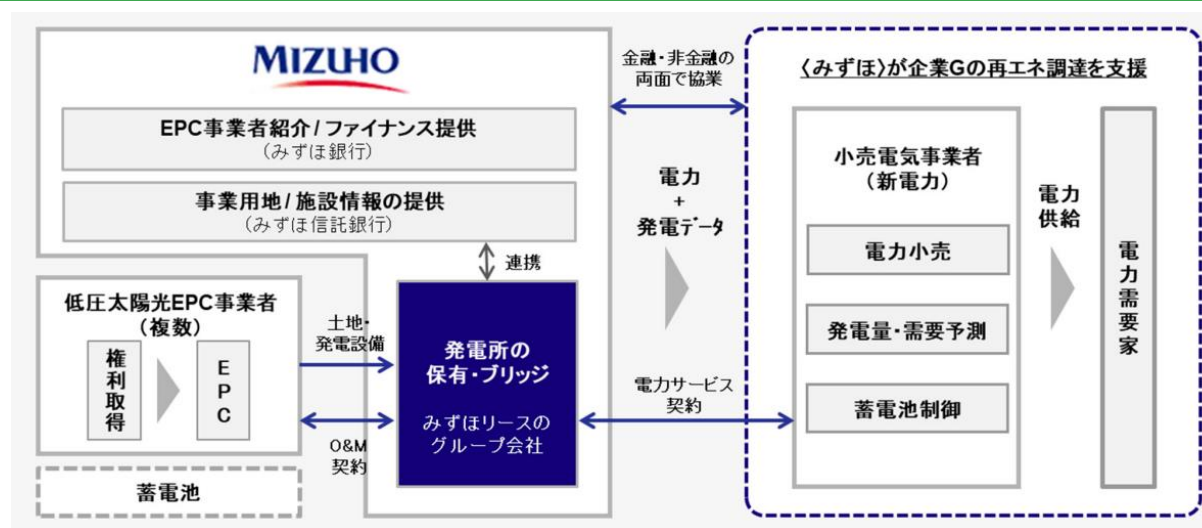 MIZUHO
EPC事業者紹介/ファイナンス提供
(みずほ銀行)
事業用地/施設情報の提供
(みずほ信託銀行)
連携
低圧太陽光EPC事業者
(複数)
権利取得
EPC
蓄電池
土地・
発電設備
O&M
契約
発電所の
保有・ブリッジ
みずほリースの
グループ会社
金融・非金融の
両面で協業
電力
+
発電データ
電力サービス
契約
〈みずほ〉が企業Gの再エネ調達を支援
小売電気事業者
(新電力)
電力小売
発電量・需要予測
蓄電池制御
電力
供給
電力需要家